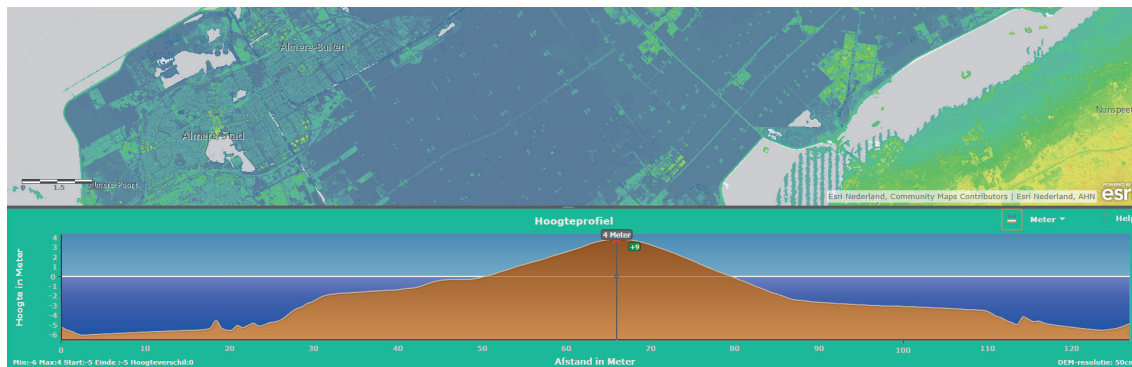 Almere-Buiten
Almere-Stad
Nunspeet
0 1.5
Almere-Poort
POWERED BY
esri
Esri Nederland, Community Maps Contributors | Esri Nederland, AHN
Hoogteprofiel
Meter
Help
4 Meter
+9
Hoogte in Meter
4
3
2
1
0
-1
-2
-3
-4
-5
-6
0 10 20 30 40 50 60 70 80 90 100 110 120
Min:-6 Max:4 Start:-5 Einde :-5 Hoogteverschil:0
Afstand in Meter
DEM-resolutie: 50cm